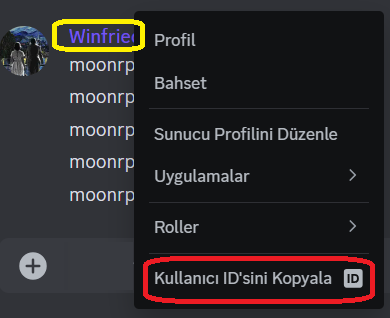 Winfried
Profil
moonrp
Bahset
moonrp
moonrp
Sunucu Profilini Düzenle
moonrp
Uygulamalar
moonrp
Roller
Kullanıcı ID'sini Kopyala ID